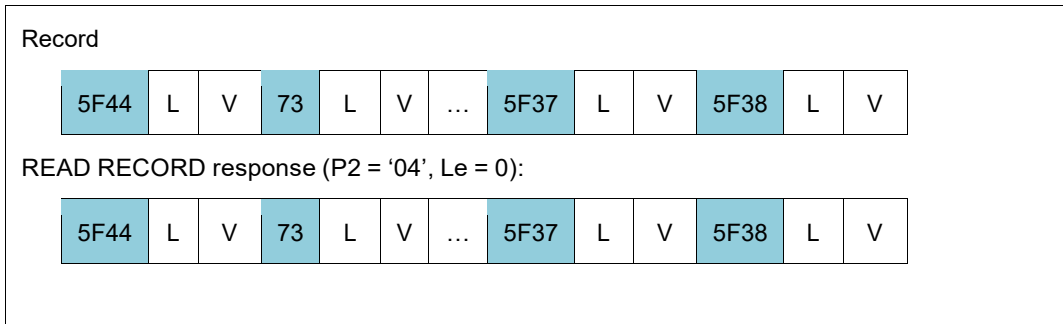 Record
5F44 L V 73 L V … 5F37 L V 5F38 L V
READ RECORD response (P2 = ‘04’, Le = 0):
5F44 L V 73 L V … 5F37 L V 5F38 L V